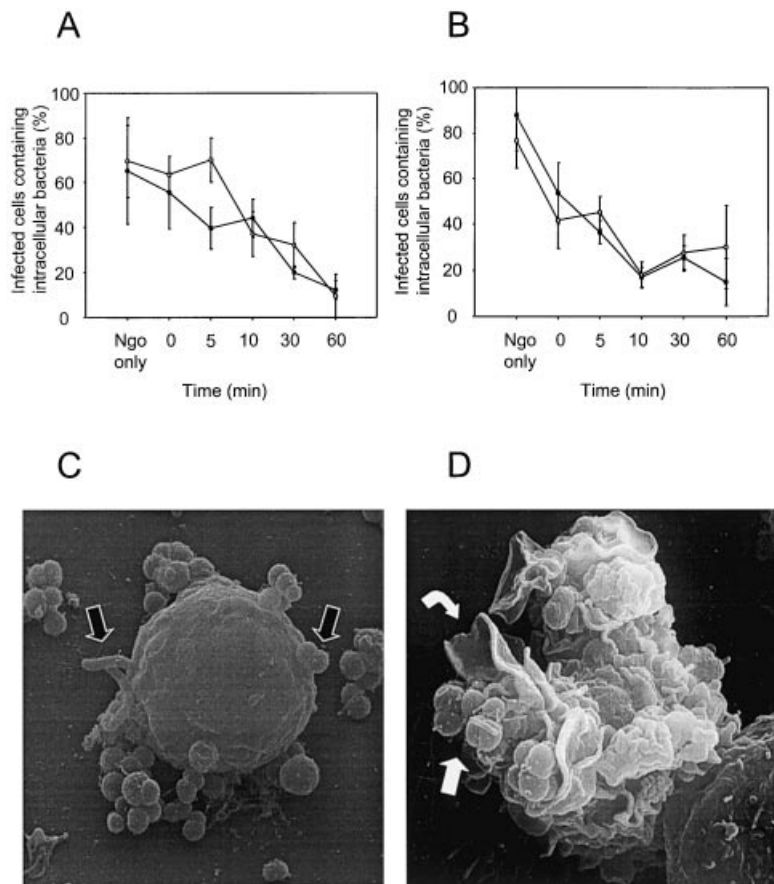 A
B
Infected cells containing
intracellular bacteria (%)
100
80
60
40
20
0
Ngo
only
0
5
10
30
60
Time (min)
Infected cells containing
intracellular bacteria (%)
100
80
60
40
20
0
Ngo
only
0
5
10
30
60
Time (min)
C
D